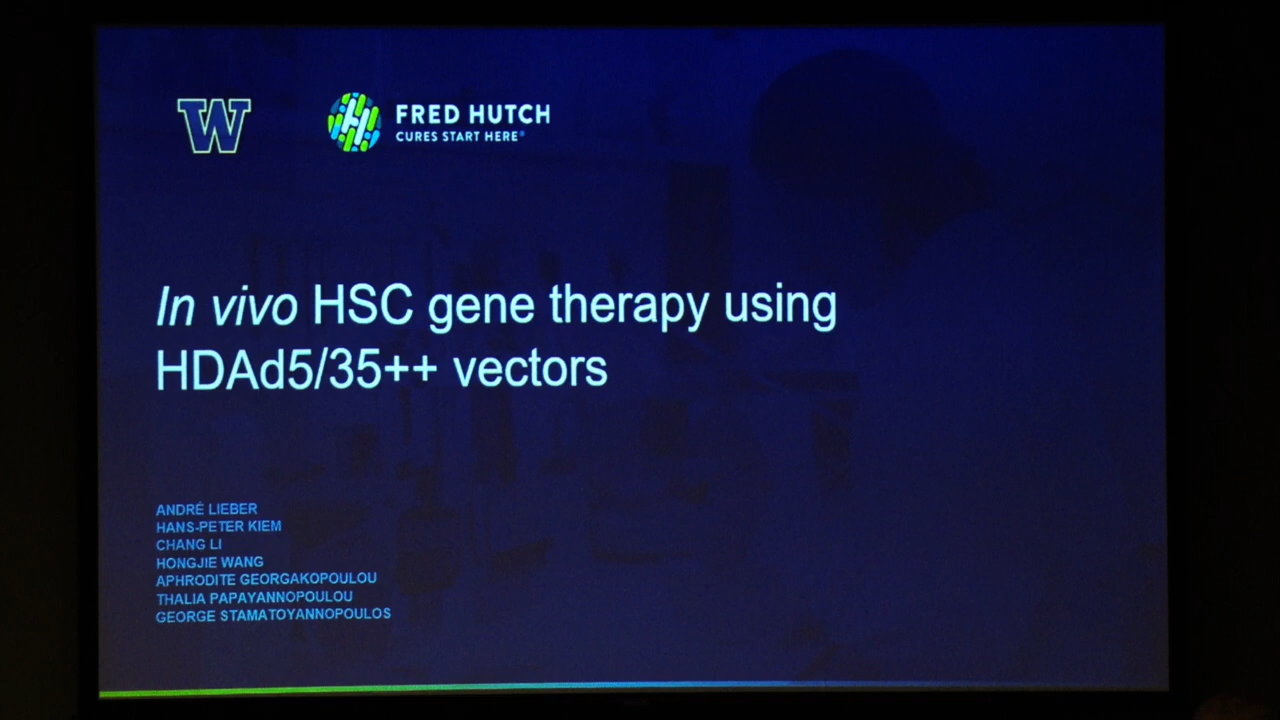 W
FRED HUTCH
CURES START HERE®
In vivo HSC gene therapy using
HDAd5/35++ vectors
ANDRÉ LIEBER
HANS-PETER KIEM
CHANG LI
HONGJIE WANG
APHRODITE GEORGAKOPOULOU
THALIA PAPAYANNOPOULOU
GEORGE STAMATOYANNOPOULOS